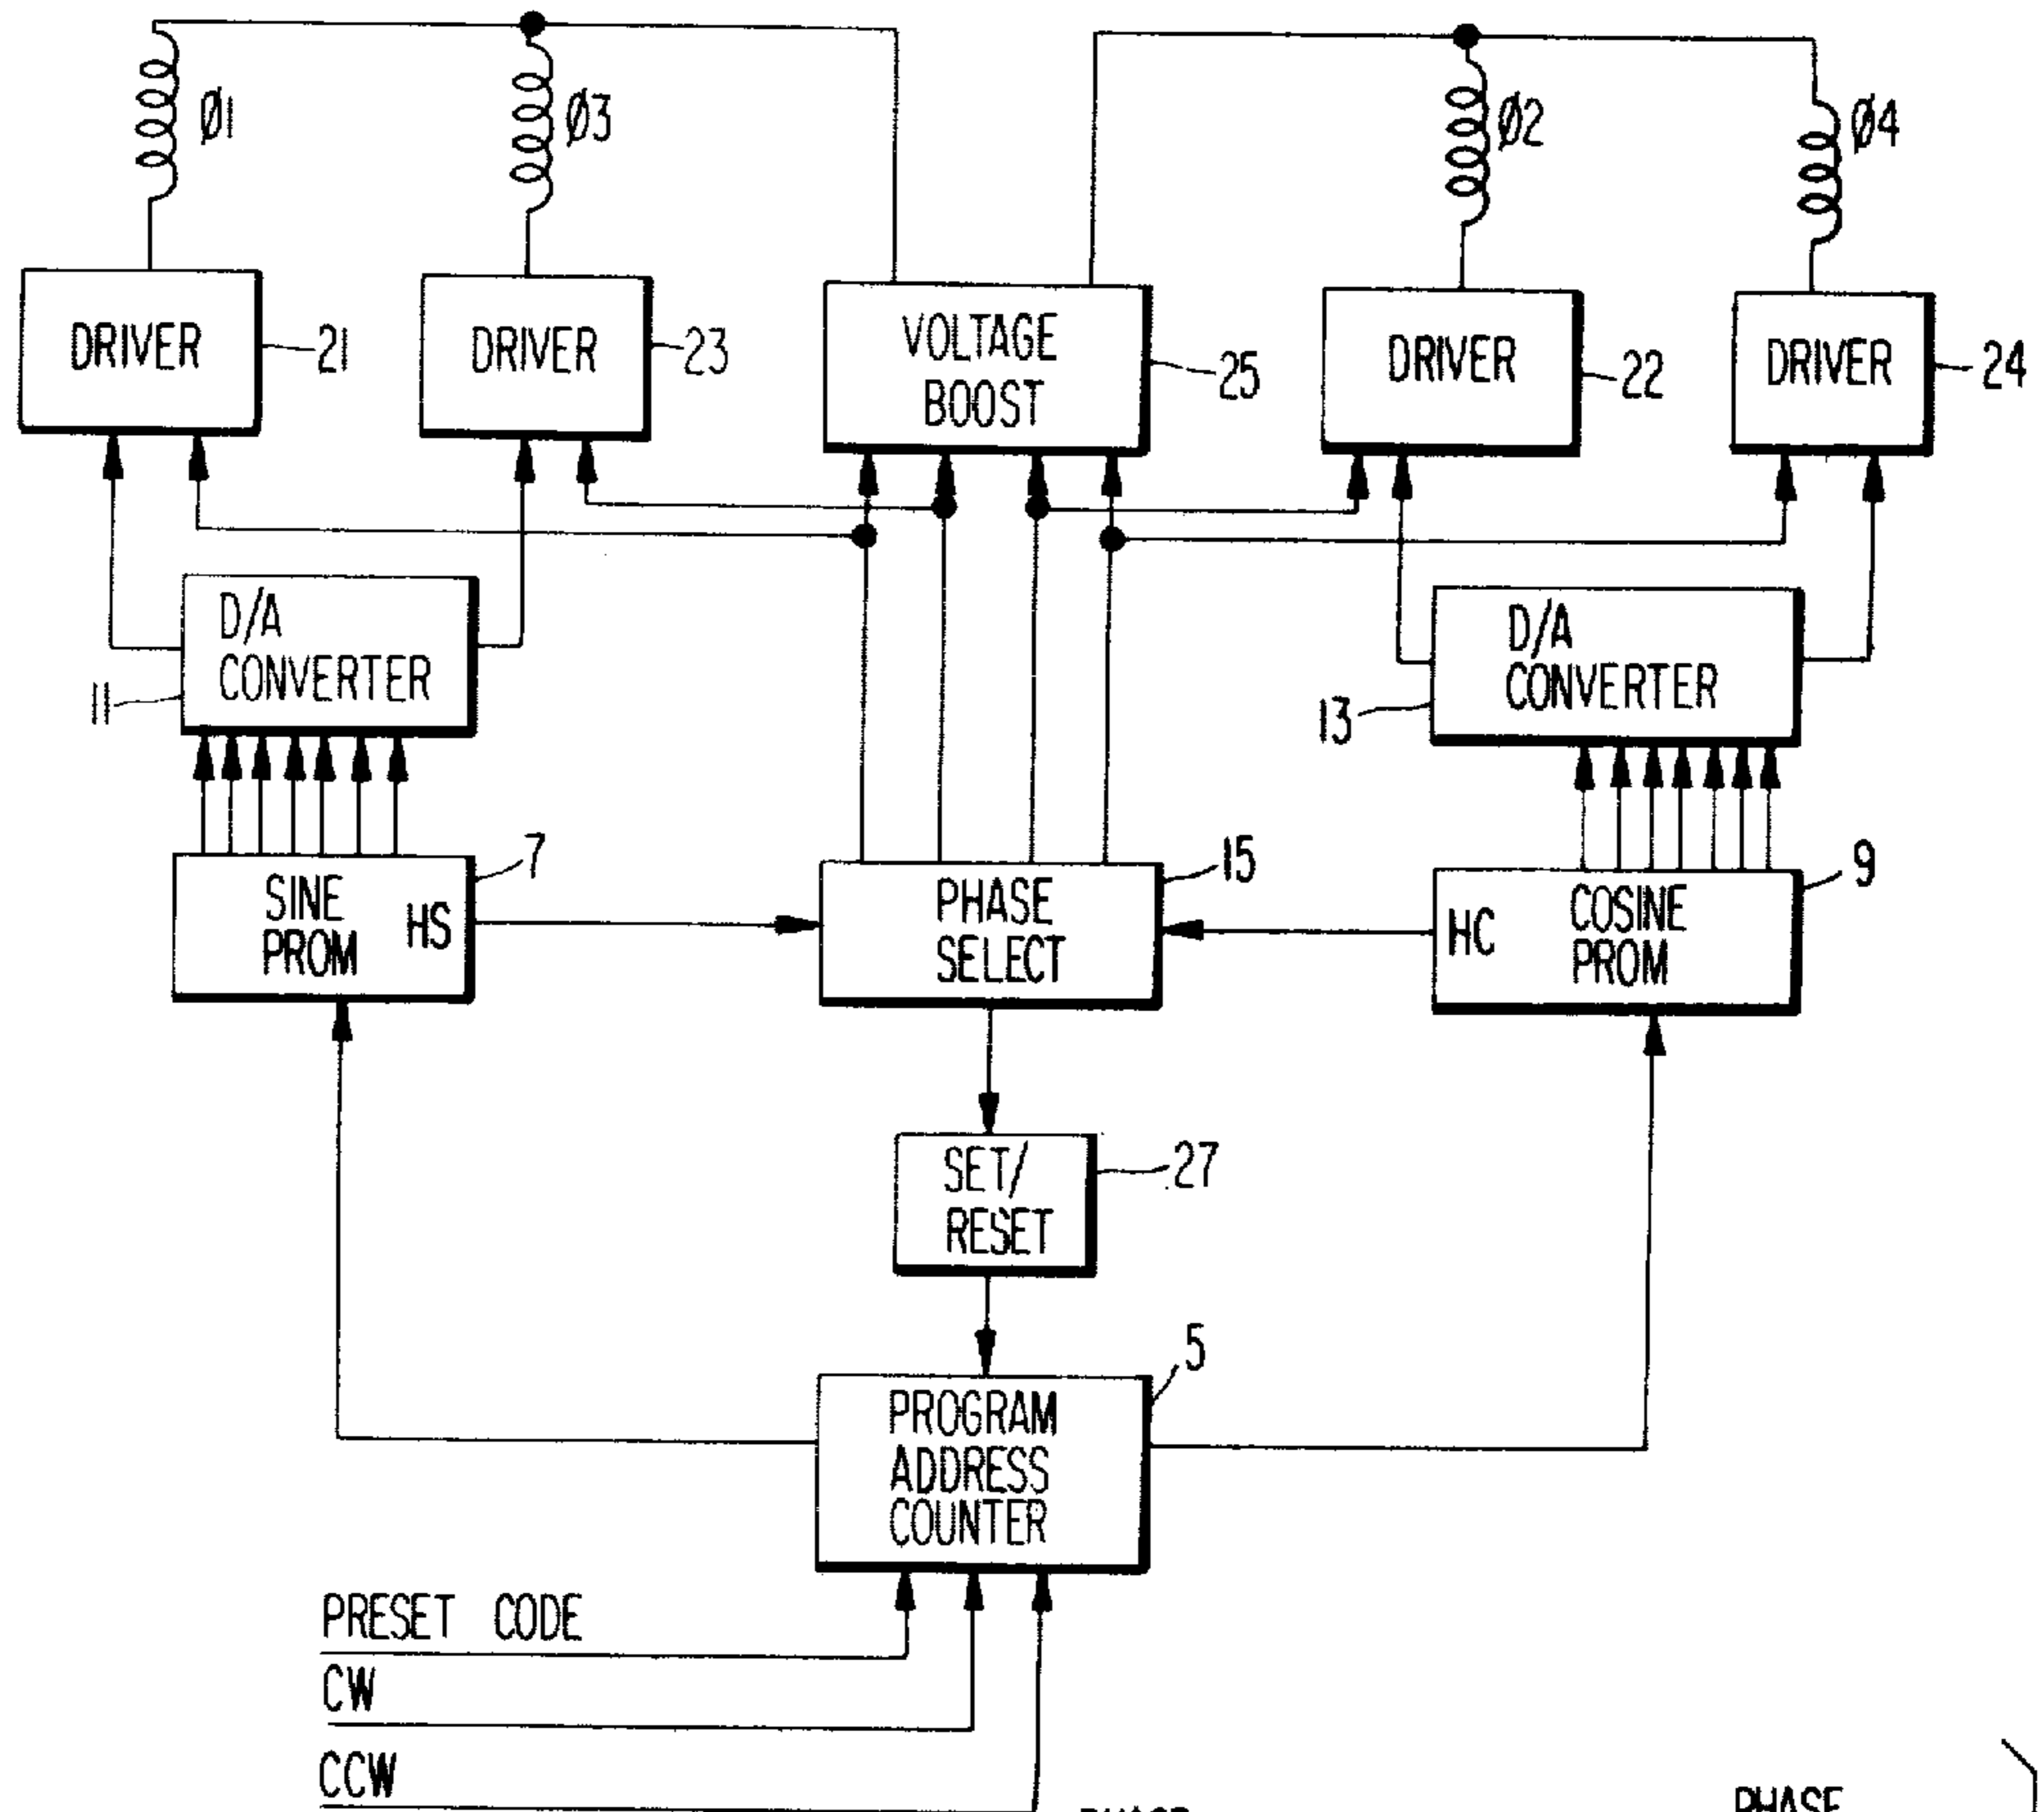 Ø1
Ø3
Ø2
Ø4
DRIVER
21
DRIVER
23
VOLTAGE
BOOST
25
DRIVER
22
DRIVER
24
D/A
CONVERTER
11
D/A
CONVERTER
13
SINE
PROM
HS
7
PHASE
SELECT
15
HC
COSINE
PROM
9
SET/
RESET
27
PROGRAM
ADDRESS
COUNTER
5
PRESET CODE
CW
CCW
PHASE
PHASE